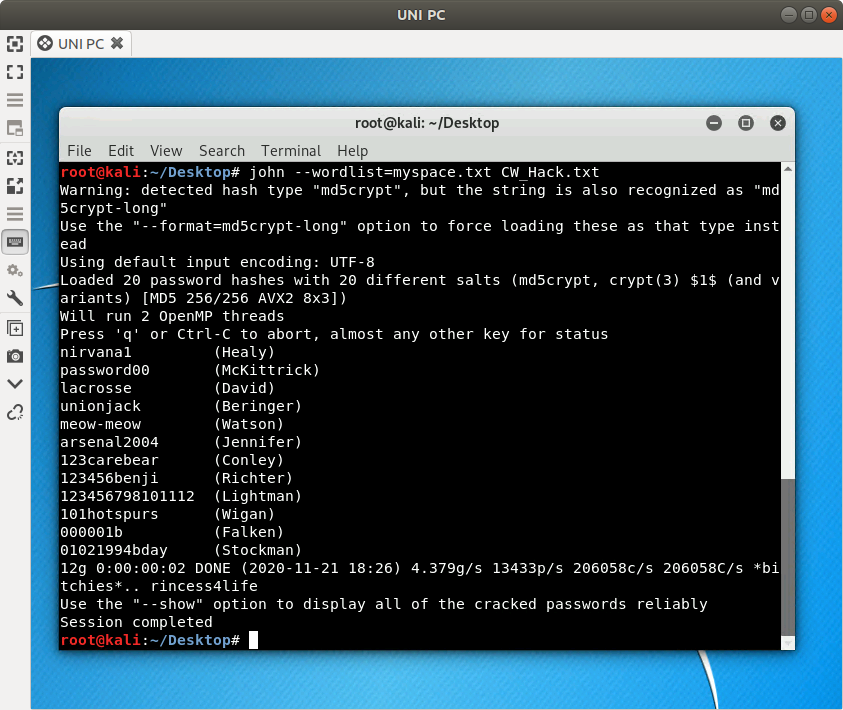 UNI PC
UNI PC
root@kali: ~/Desktop
File Edit View Search Terminal Help
root@kali:~/Desktop# john --wordlist=myspace.txt CW_Hack.txt
Warning: detected hash type "md5crypt", but the string is also recognized as "md
5crypt-long"
Use the "--format=md5crypt-long" option to force loading these as that type inst
ead
Using default input encoding: UTF-8
Loaded 20 password hashes with 20 different salts (md5crypt, crypt(3) $1$ (and v
ariants) [MD5 256/256 AVX2 8x3])
Will run 2 OpenMP threads
Press 'q' or Ctrl-C to abort, almost any other key for status
nirvana1         (Healy)
password00       (McKittrick)
lacrosse         (David)
unionjack        (Beringer)
meow-meow        (Watson)
arsenal2004      (Jennifer)
123carebear      (Conley)
123456benji      (Richter)
123456798101112  (Lightman)
101hotspurs      (Wigan)
000001b          (Falken)
01021994bday     (Stockman)
12g 0:00:00:02 DONE (2020-11-21 18:26) 4.379g/s 13433p/s 206058c/s 206058C/s *bi
tchies*.. rincess4life
Use the "--show" option to display all of the cracked passwords reliably
Session completed
root@kali:~/Desktop#